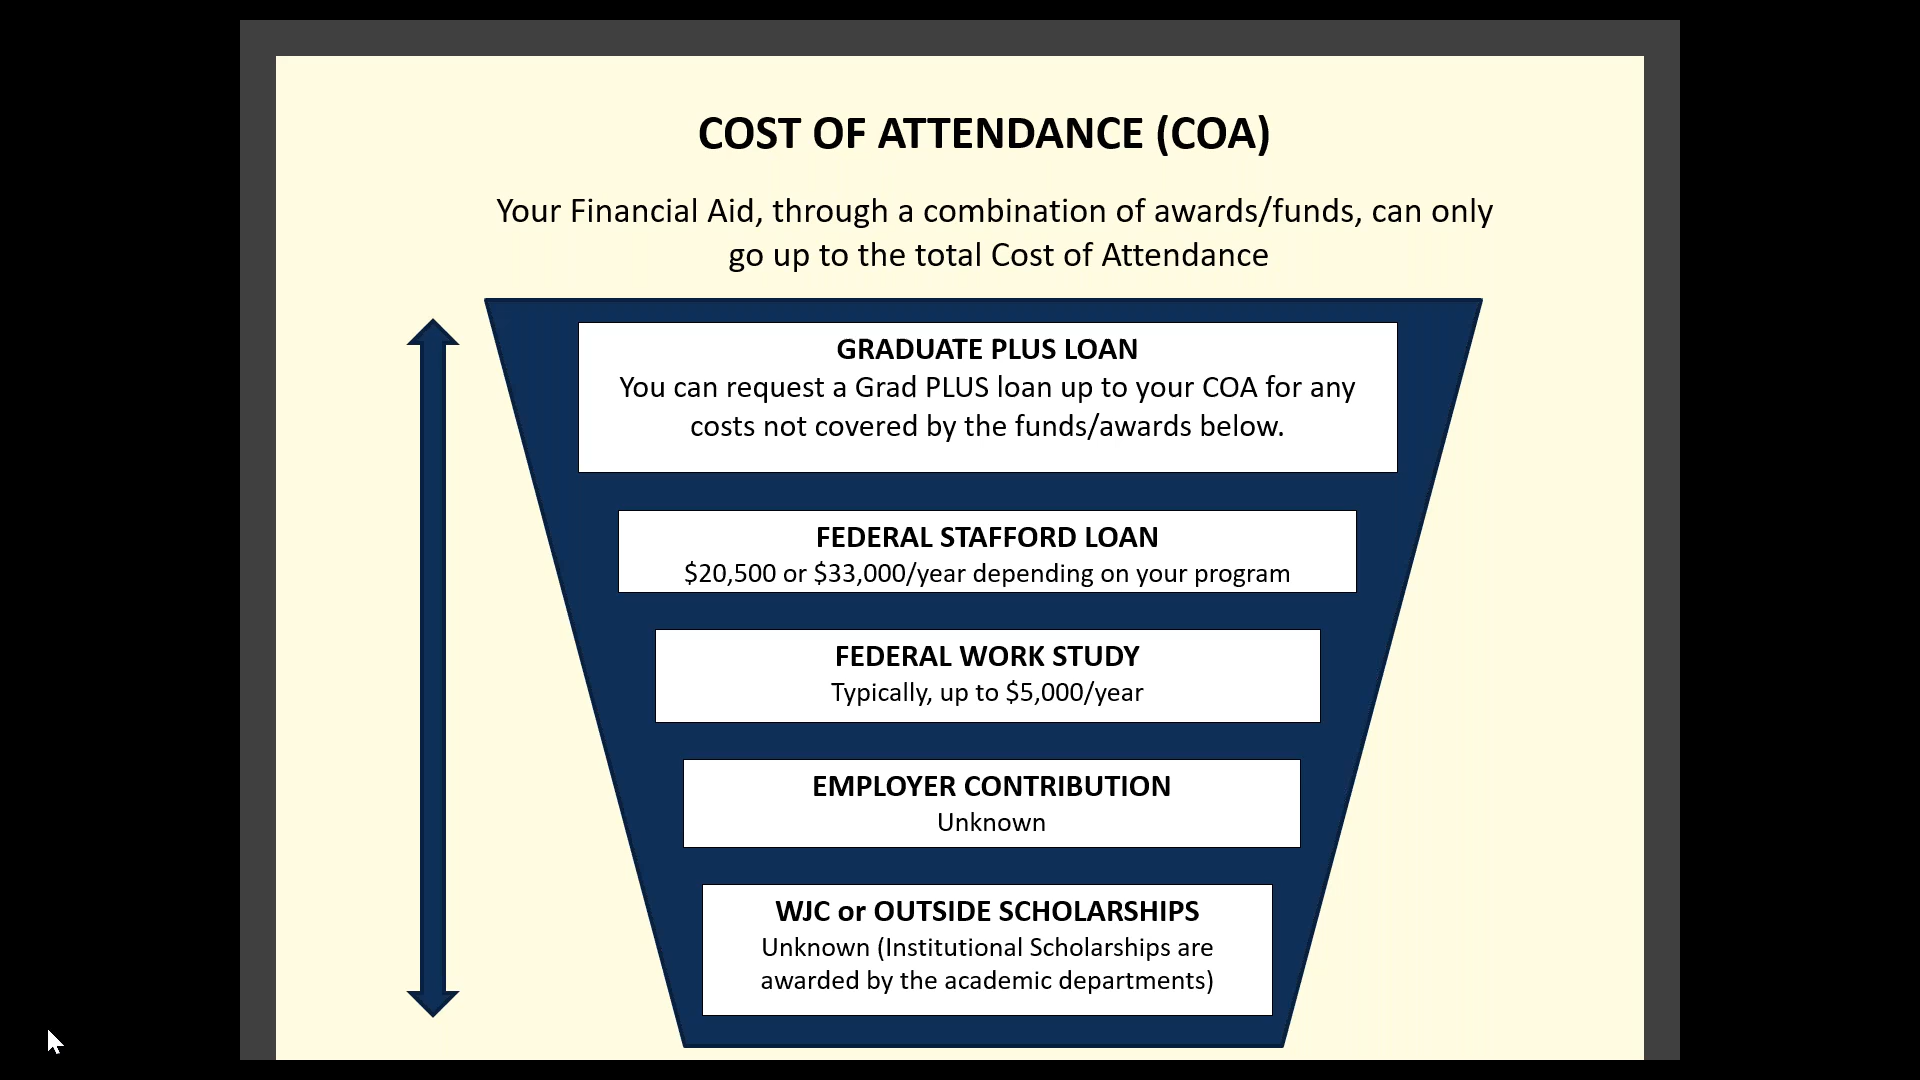 COST OF ATTENDANCE (COA)
Your Financial Aid, through a combination of awards/funds, can only
go up to the total Cost of Attendance
GRADUATE PLUS LOAN
You can request a Grad PLUS loan up to your COA for any
costs not covered by the funds/awards below.
FEDERAL STAFFORD LOAN
$20,500 or $33,000/year depending on your program
FEDERAL WORK STUDY
Typically, up to $5,000/year
EMPLOYER CONTRIBUTION
Unknown
WJC or OUTSIDE SCHOLARSHIPS
Unknown (Institutional Scholarships are
awarded by the academic departments)